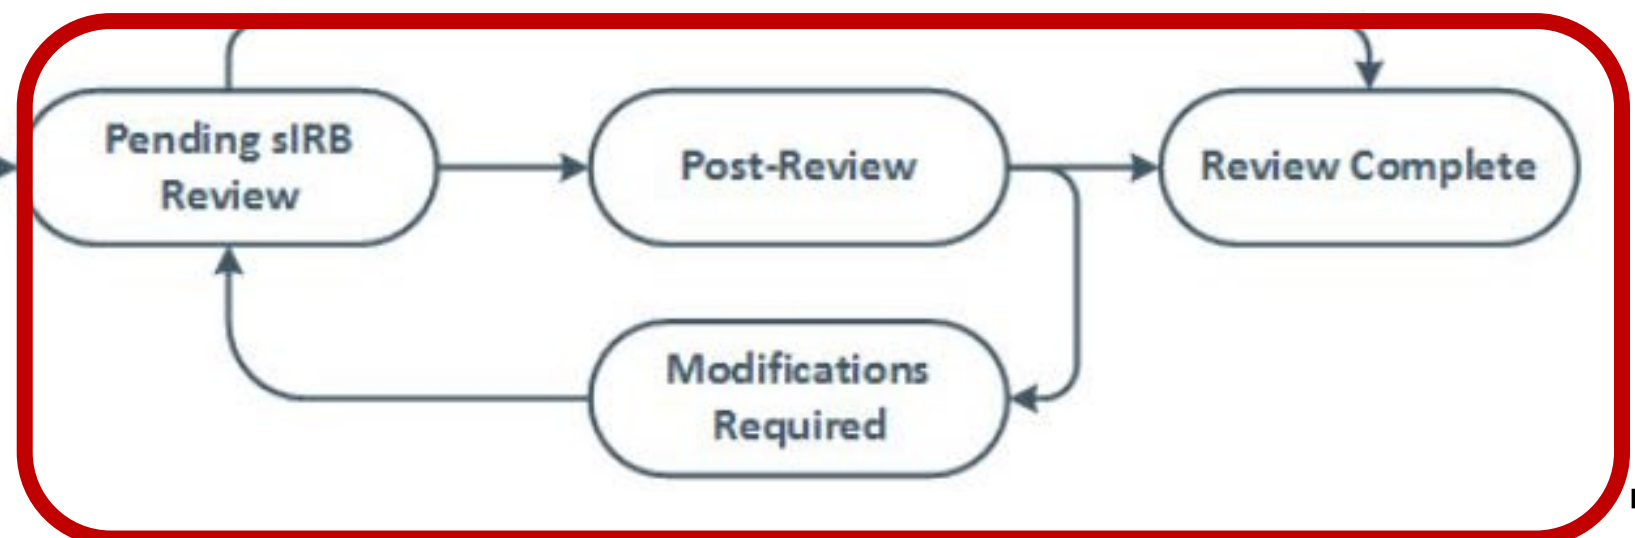 Pending sIRB
Review
Post-Review
Review Complete
Modifications
Required